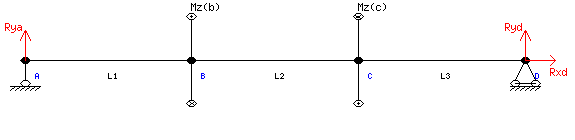 Mz(b) Mz(c)
Rya Ryd
Rxd
A L1 B L2 C L3 D